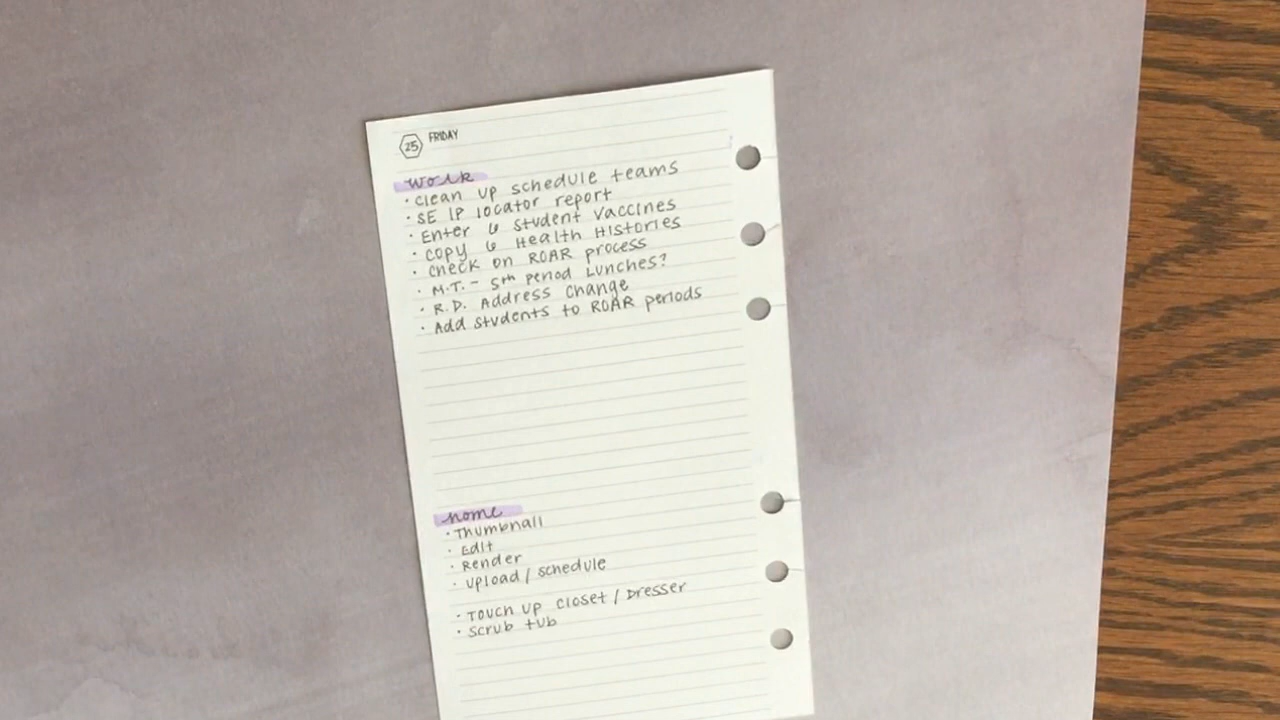 25 FRIDAY
work
· clean up schedule teams
· SE IP locator report
· Enter 6 student vaccines
· copy 6 Health Histories
· check on ROAR process
· M.T. - 5th period Lunches?
· R.D. Address Change
· Add students to ROAR periods
home
· Thumbnail
· Edit
· Render
· upload / schedule
· Touch up closet / Dresser
· scrub tub